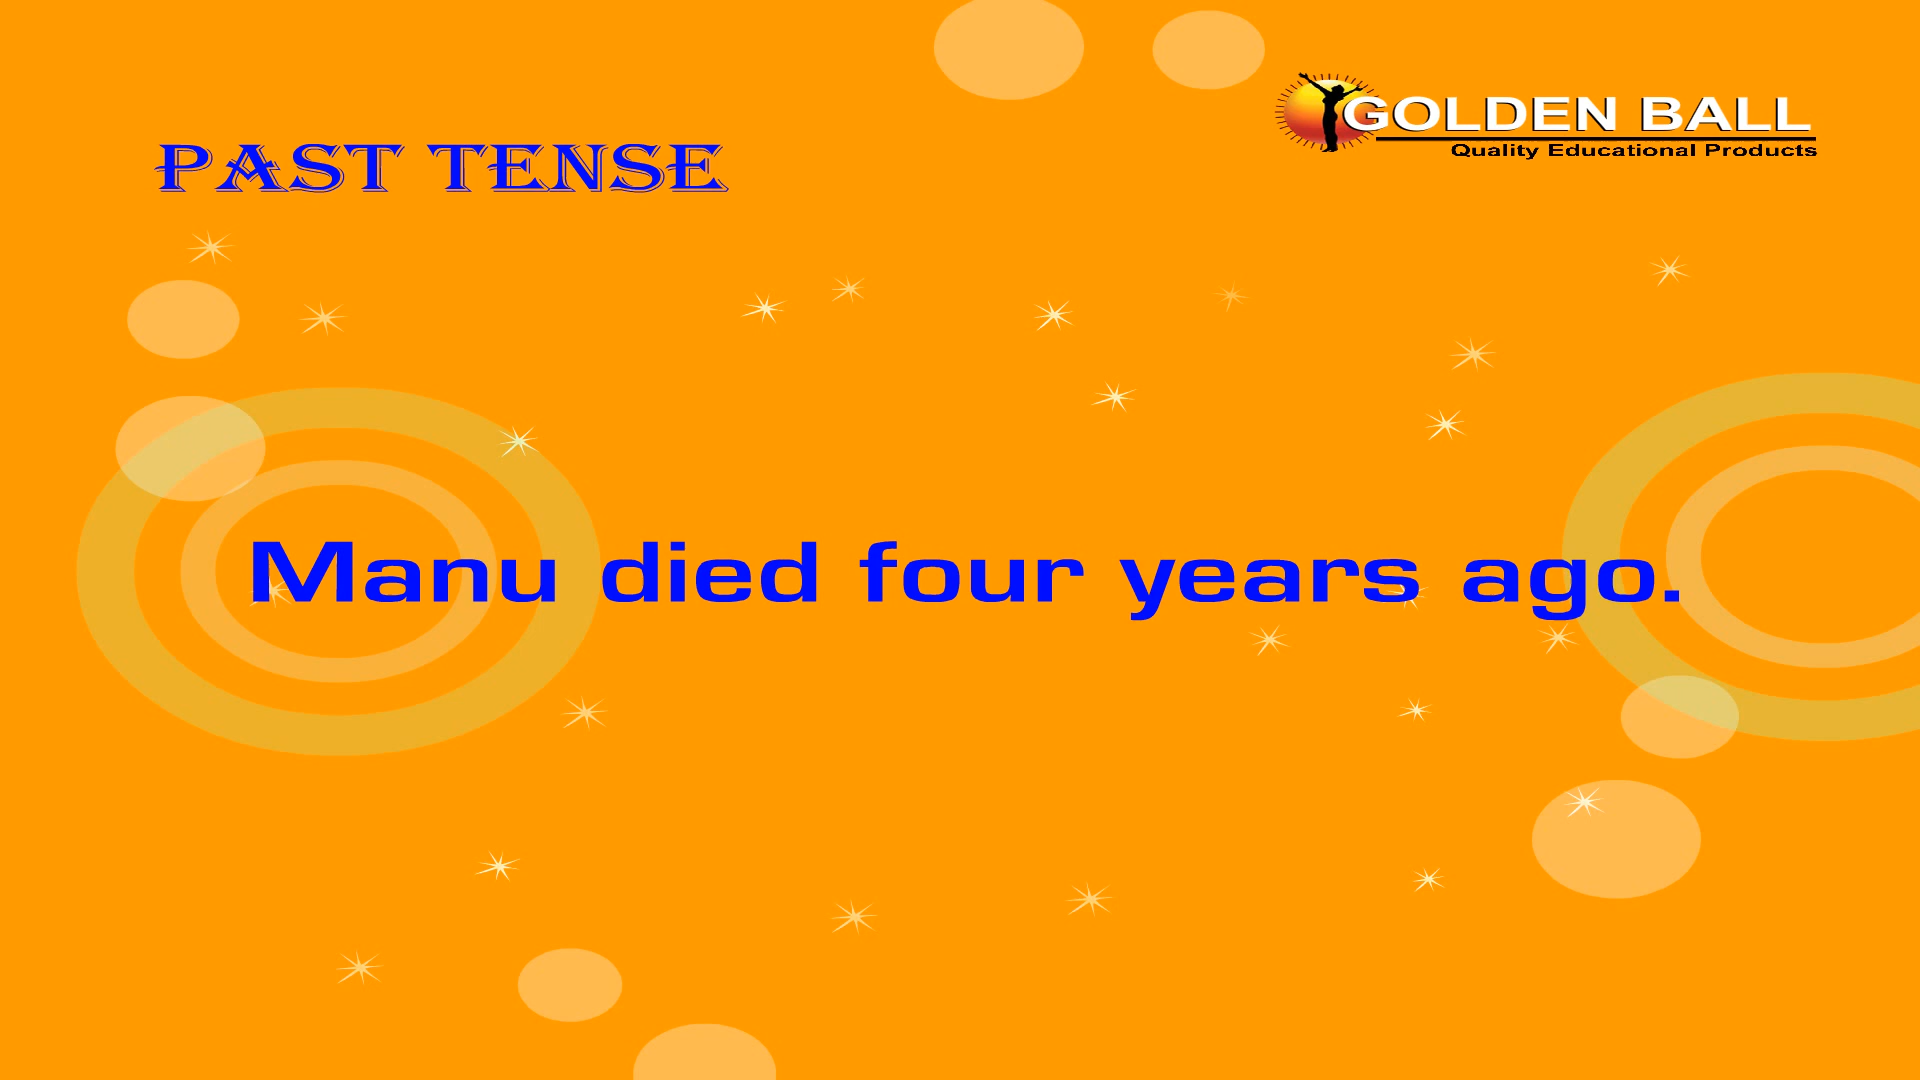 GOLDEN BALL
Quality Educational Products
PAST TENSE
Manu died four years ago.